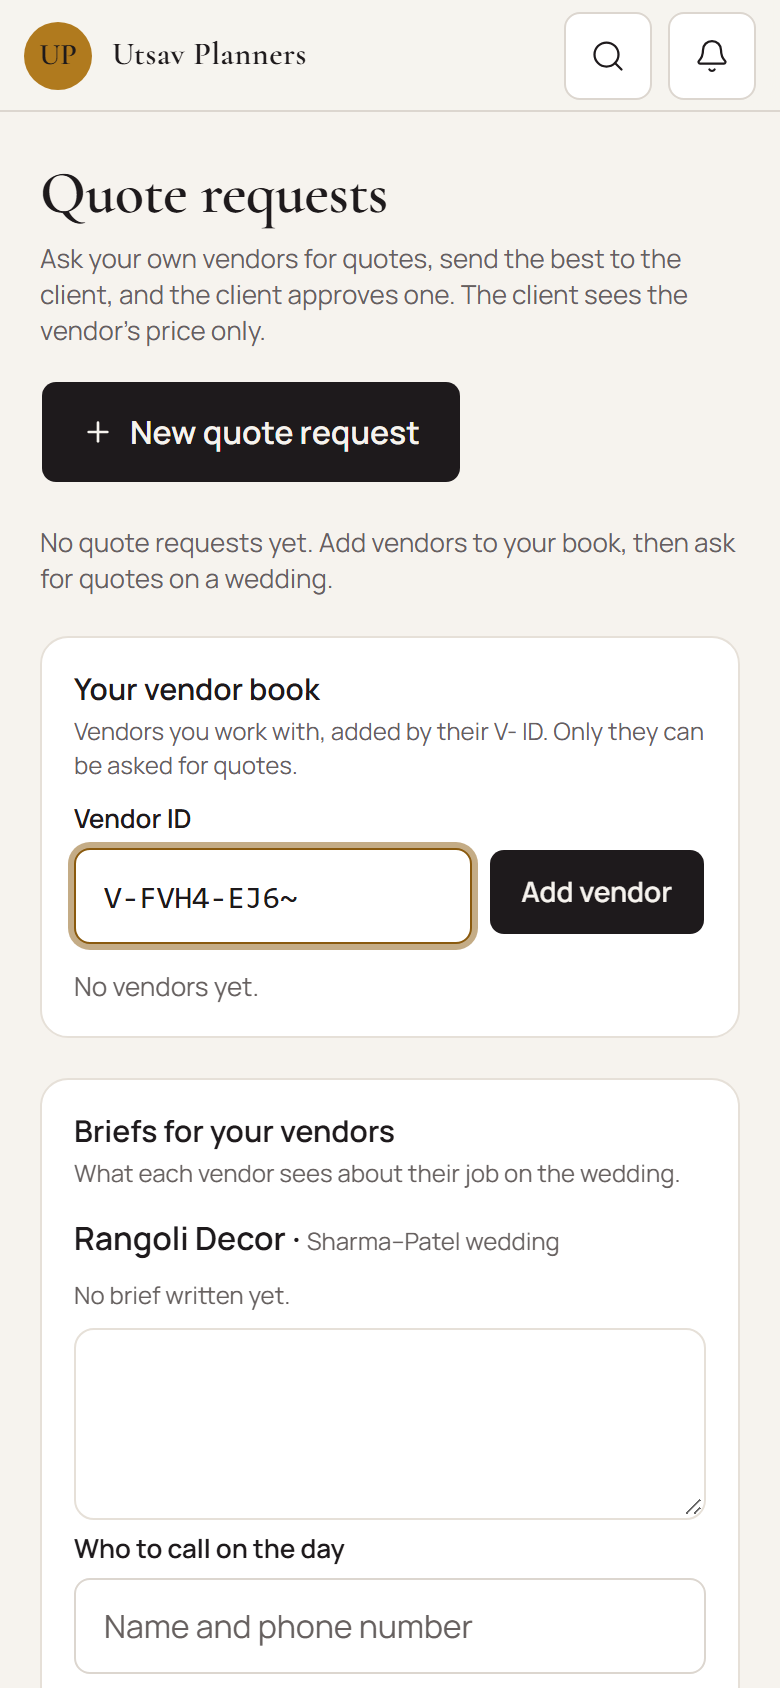 UP
Utsav Planners
Quote requests
Ask your own vendors for quotes, send the best to the
client, and the client approves one. The client sees the
vendor’s price only.
+ New quote request
No quote requests yet. Add vendors to your book, then ask
for quotes on a wedding.
Your vendor book
Vendors you work with, added by their V- ID. Only they can
be asked for quotes.
Vendor ID
V-FVH4-EJ6~
Add vendor
No vendors yet.
Briefs for your vendors
What each vendor sees about their job on the wedding.
Rangoli Decor · Sharma–Patel wedding
No brief written yet.
Who to call on the day
Name and phone number